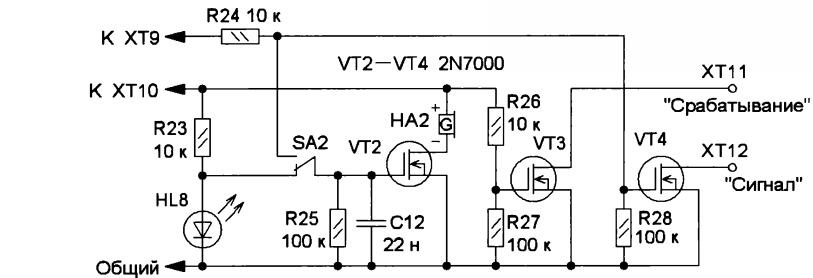 R24 10 к
К XT9
VT2–VT4 2N7000
К XT10
XT11
"Срабатывание"
R23
10 к
SA2
HA2
+
G
–
VT2
R26
10 к
VT3
VT4
XT12
"Сигнал"
HL8
R25
100 к
C12
22 н
R27
100 к
R28
100 к
Общий